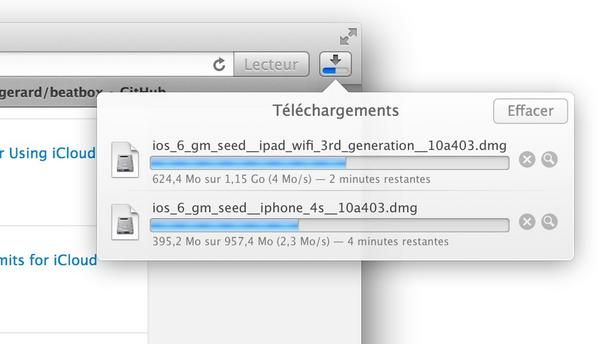 Lecteur
gerard/beatbox - GitHub
Téléchargements
Effacer
ios_6_gm_seed__ipad_wifi_3rd_generation__10a403.dmg
r Using iCloud
624,4 Mo sur 1,15 Go (4 Mo/s) — 2 minutes restantes
ios_6_gm_seed__iphone_4s__10a403.dmg
395,2 Mo sur 957,4 Mo (2,3 Mo/s) — 4 minutes restantes
mits for iCloud